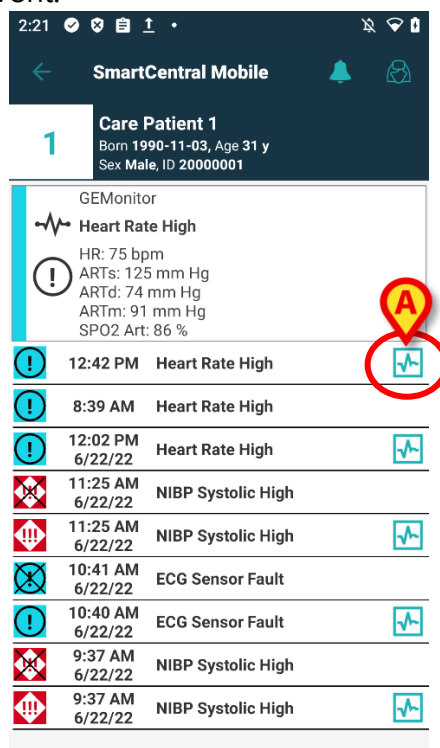 2:21
SmartCentral Mobile
1
Care Patient 1
Born 1990-11-03, Age 31 y
Sex Male, ID 20000001
GEMonitor
Heart Rate High
HR: 75 bpm
ARTs: 125 mm Hg
ARTd: 74 mm Hg
ARTm: 91 mm Hg
SPO2 Art: 86 %
A
12:42 PM Heart Rate High
8:39 AM Heart Rate High
12:02 PM
6/22/22 Heart Rate High
11:25 AM
6/22/22 NIBP Systolic High
11:25 AM
6/22/22 NIBP Systolic High
10:41 AM
6/22/22 ECG Sensor Fault
10:40 AM
6/22/22 ECG Sensor Fault
9:37 AM
6/22/22 NIBP Systolic High
9:37 AM
6/22/22 NIBP Systolic High